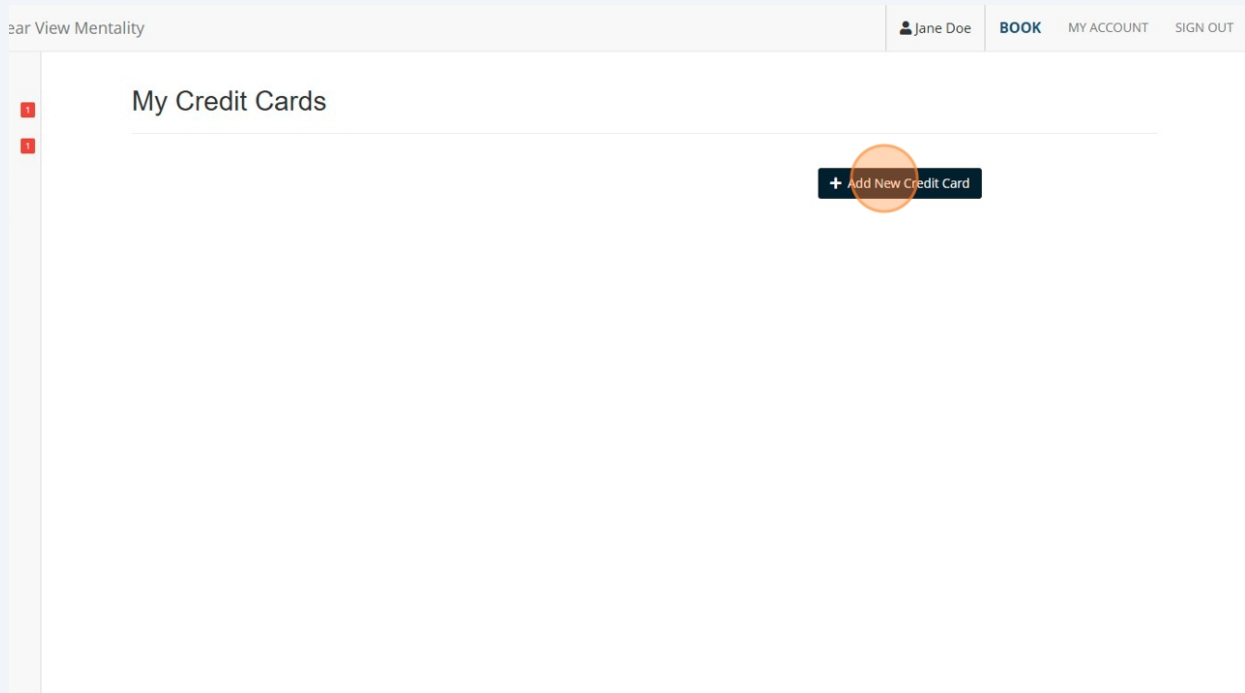 ear View Mentality
Jane Doe
BOOK
MY ACCOUNT
SIGN OUT
1
1
My Credit Cards
+ Add New Credit Card